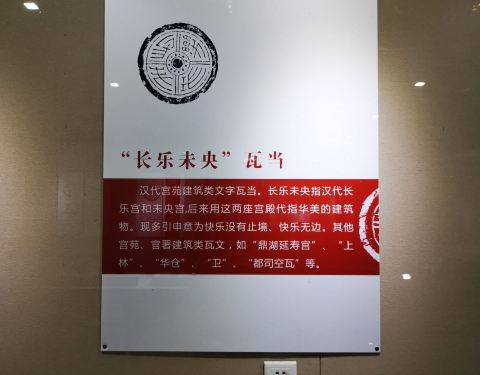 “长乐未央”瓦当
汉代宫苑建筑类文字瓦当。长乐未央指汉代长
乐宫和未央宫,后来用这两座宫殿代指华美的建筑
物。现多引申意为快乐没有止境、快乐无边。其他
宫苑、官署建筑类瓦文，如“鼎湖延寿宫”、“上
林”、“华仓”、“卫”、“都司空瓦”等。